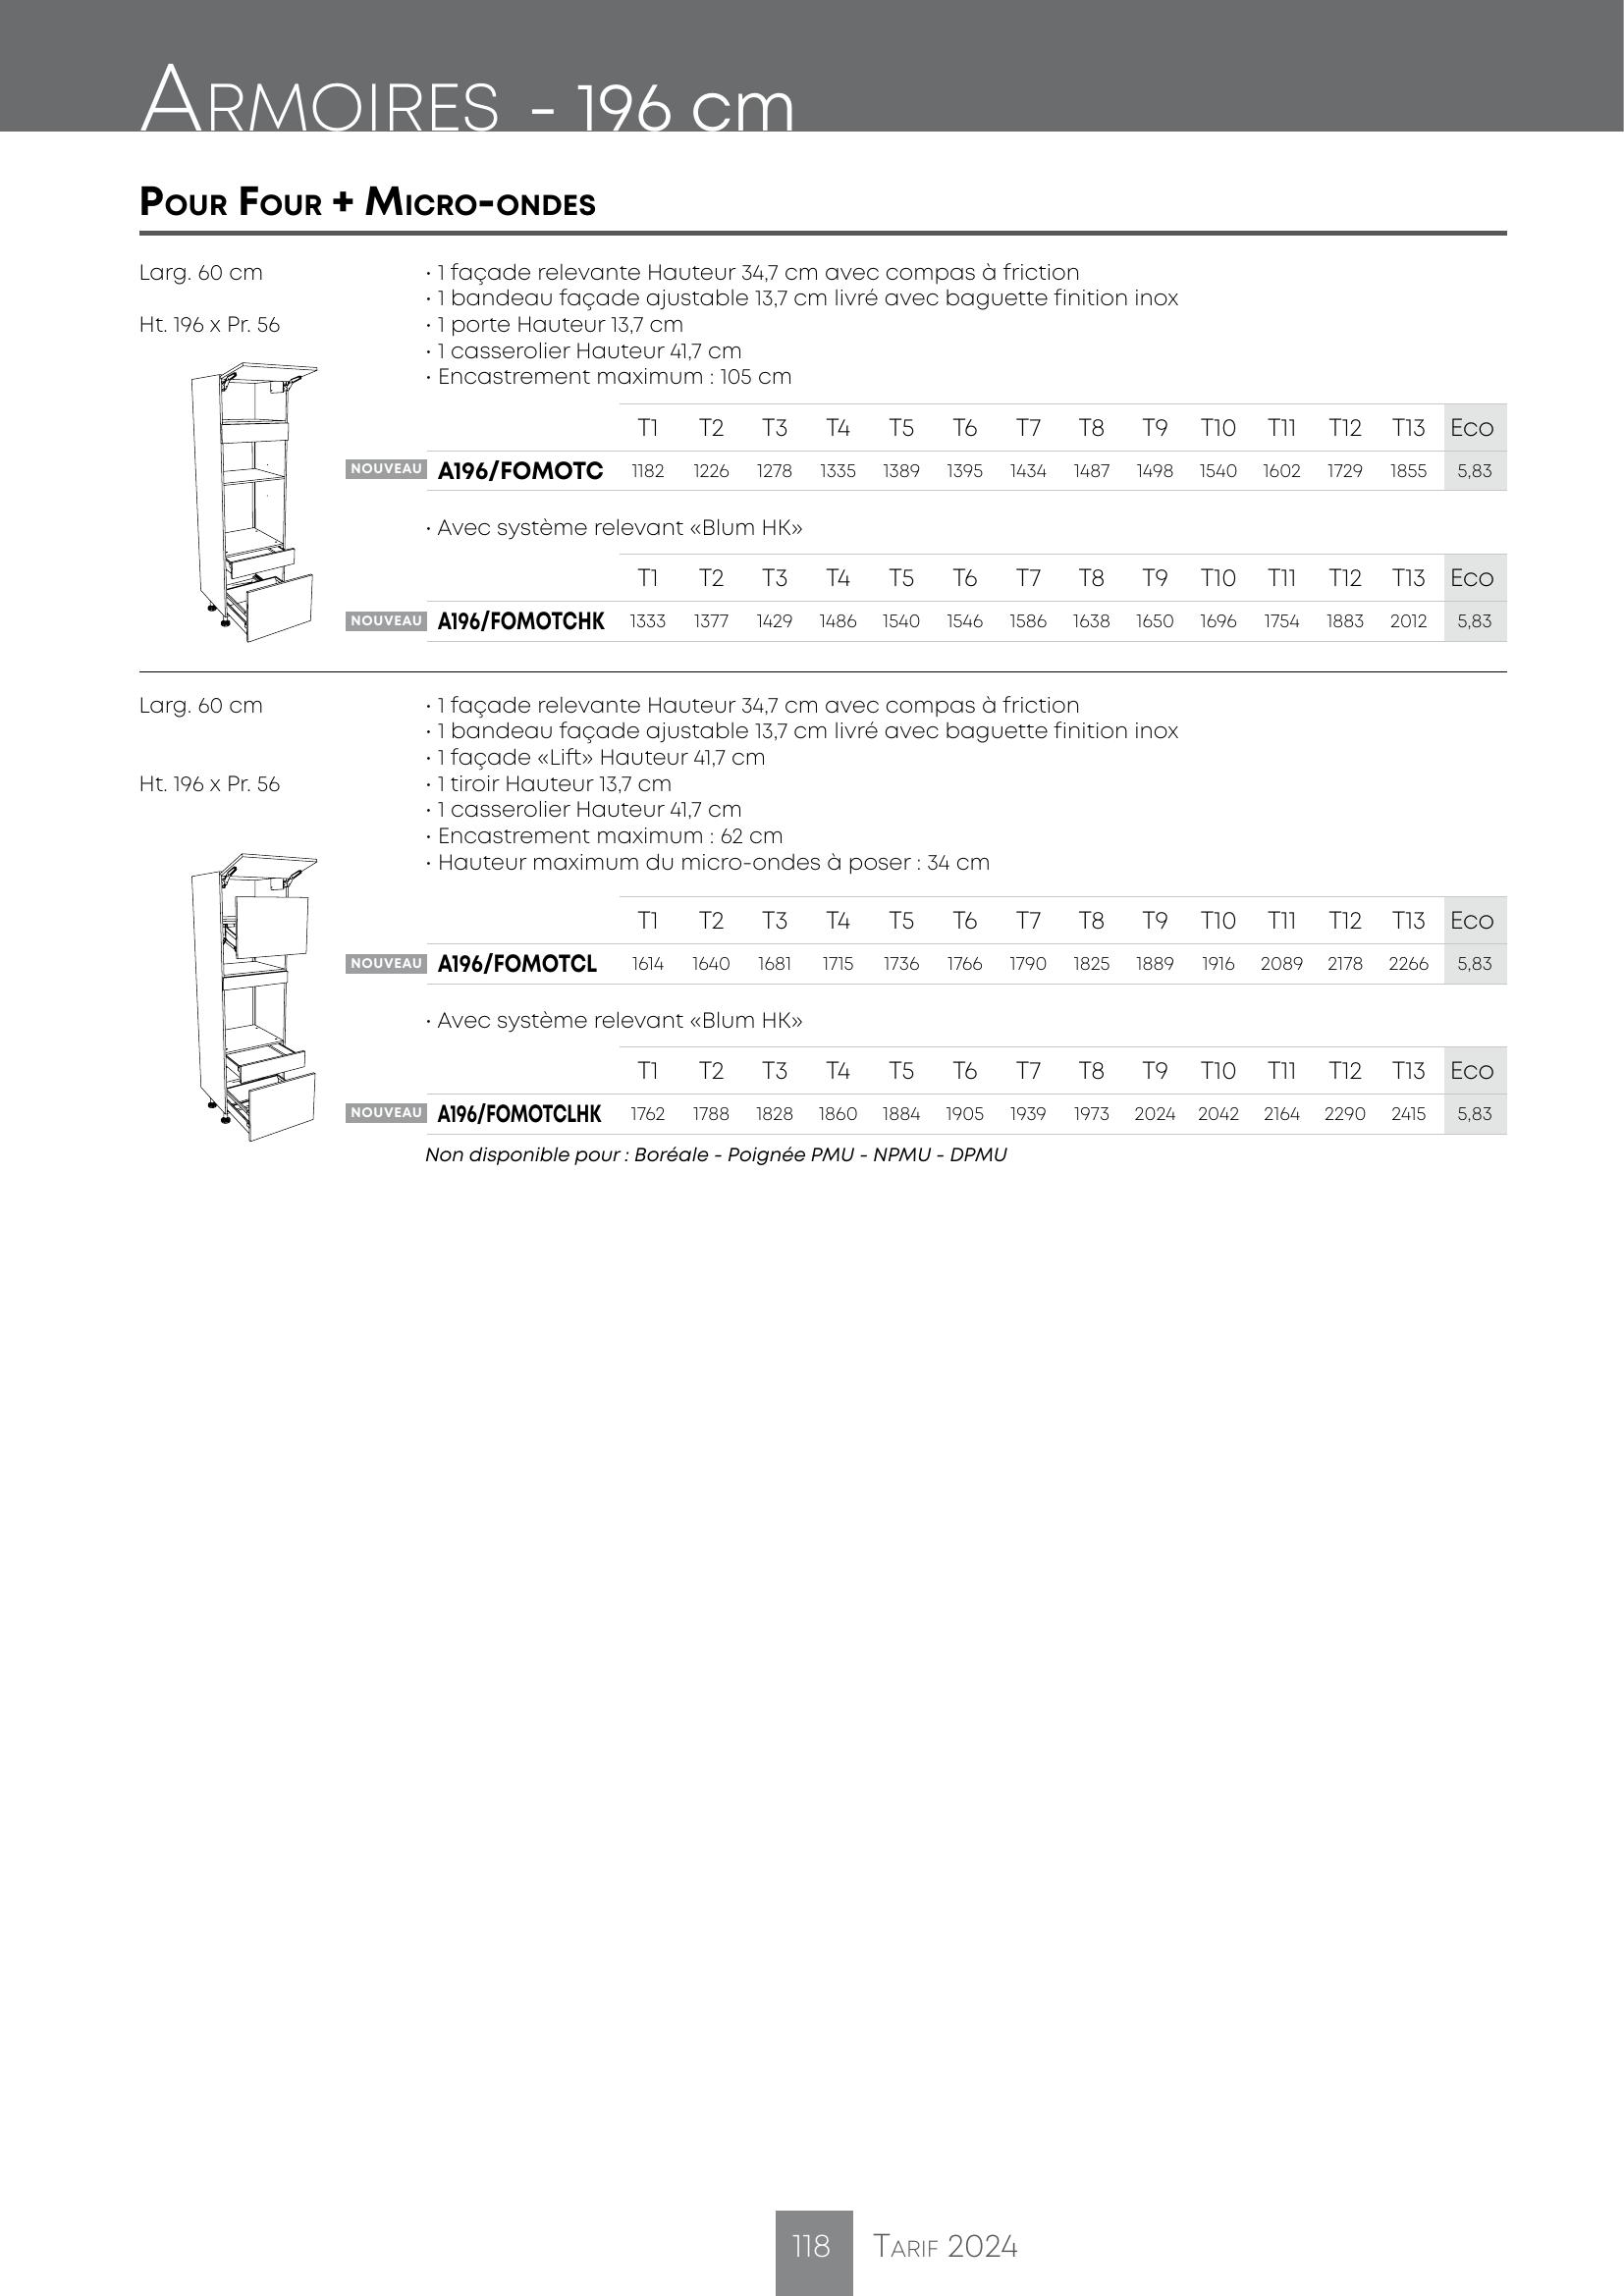 ARMOIRES - 196 cm
POUR FOUR + MICRO-ONDES
Larg. 60 cm
Ht. 196 x Pr. 56
· 1 façade relevante Hauteur 34,7 cm avec compas à friction
· 1 bandeau façade ajustable 13,7 cm livré avec baguette finition inox
· 1 porte Hauteur 13,7 cm
· 1 casserolier Hauteur 41,7 cm
· Encastrement maximum : 105 cm
T1 T2 T3 T4 T5 T6 T7 T8 T9 T10 T11 T12 T13 Eco
NOUVEAU A196/FOMOTC 1182 1226 1278 1335 1389 1395 1434 1487 1498 1540 1602 1729 1855 5,83
· Avec système relevant «Blum HK»
T1 T2 T3 T4 T5 T6 T7 T8 T9 T10 T11 T12 T13 Eco
NOUVEAU A196/FOMOTCHK 1333 1377 1429 1486 1540 1546 1586 1638 1650 1696 1754 1883 2012 5,83
Larg. 60 cm
Ht. 196 x Pr. 56
· 1 façade relevante Hauteur 34,7 cm avec compas à friction
· 1 bandeau façade ajustable 13,7 cm livré avec baguette finition inox
· 1 façade «Lift» Hauteur 41,7 cm
· 1 tiroir Hauteur 13,7 cm
· 1 casserolier Hauteur 41,7 cm
· Encastrement maximum : 62 cm
· Hauteur maximum du micro-ondes à poser : 34 cm
T1 T2 T3 T4 T5 T6 T7 T8 T9 T10 T11 T12 T13 Eco
NOUVEAU A196/FOMOTCL 1614 1640 1681 1715 1736 1766 1790 1825 1889 1916 2089 2178 2266 5,83
· Avec système relevant «Blum HK»
T1 T2 T3 T4 T5 T6 T7 T8 T9 T10 T11 T12 T13 Eco
NOUVEAU A196/FOMOTCLHK 1762 1788 1828 1860 1884 1905 1939 1973 2024 2042 2164 2290 2415 5,83
Non disponible pour : Boréale - Poignée PMU - NPMU - DPMU
118 TARIF 2024